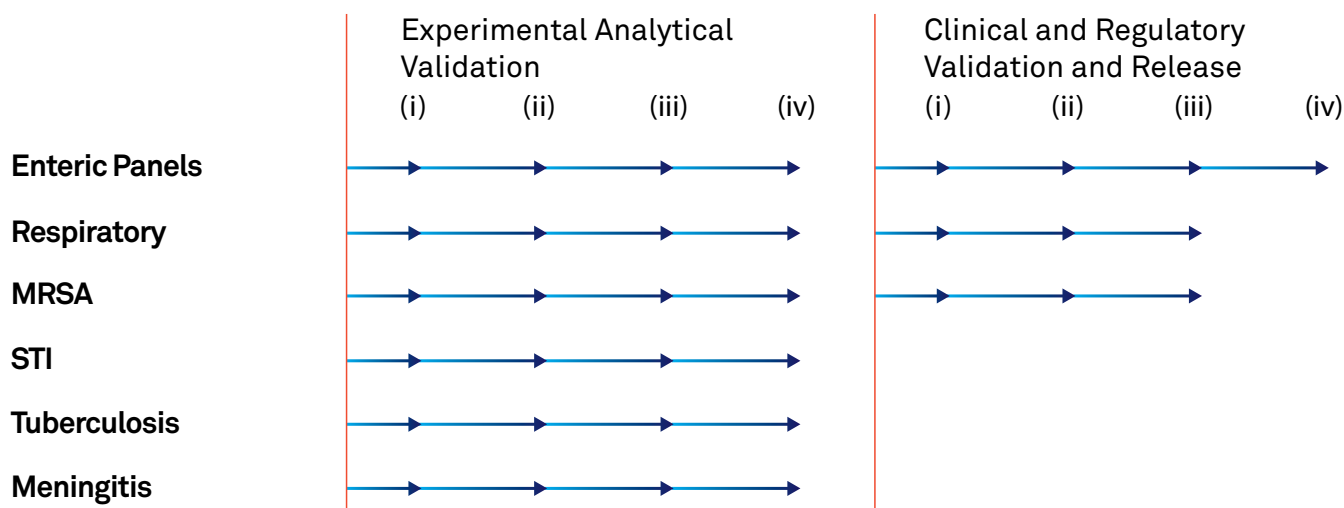 Experimental Analytical
Validation
Clinical and Regulatory
Validation and Release
(i) (ii) (iii) (iv) (i) (ii) (iii) (iv)
Enteric Panels
Respiratory
MRSA
STI
Tuberculosis
Meningitis